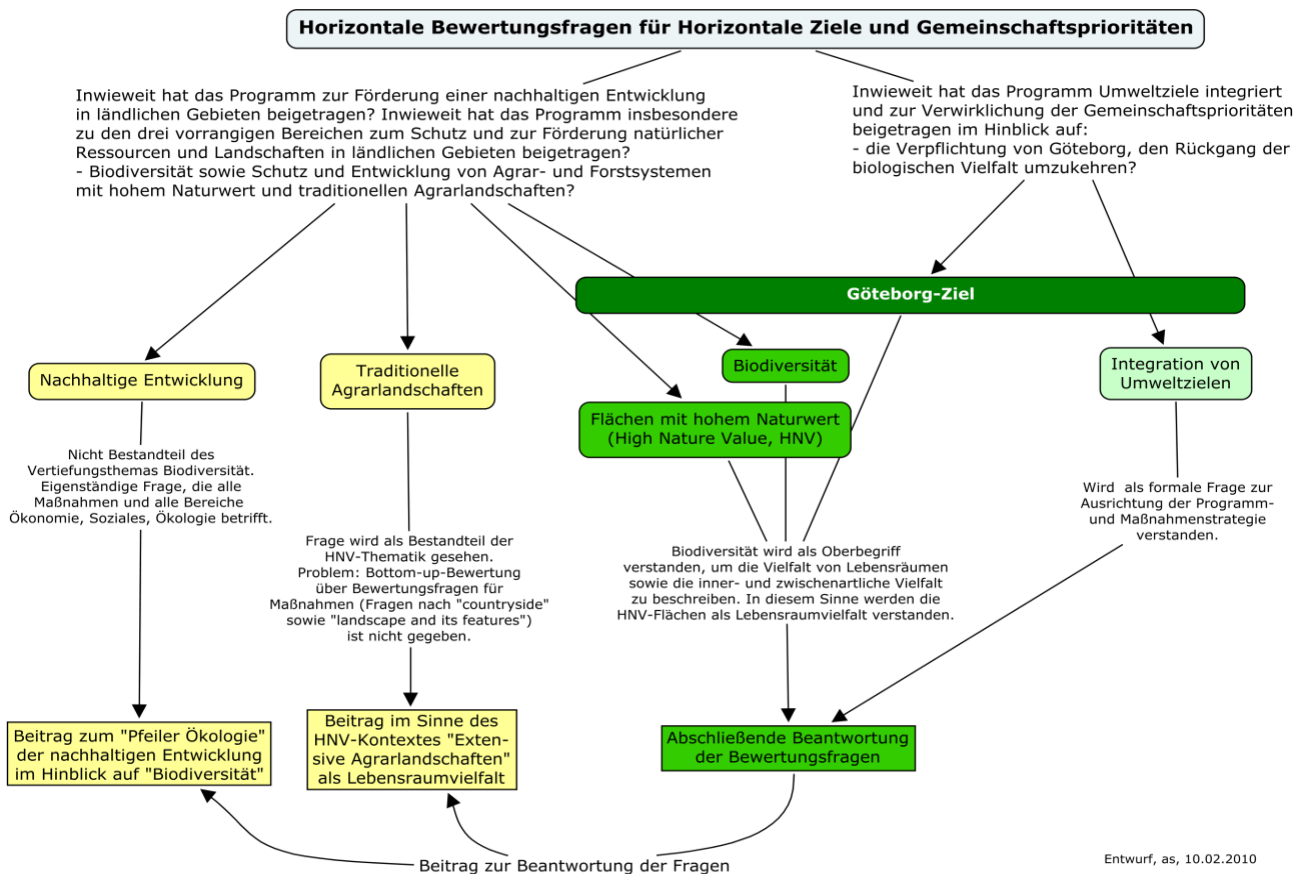 Horizontale Bewertungsfragen für Horizontale Ziele und Gemeinschaftsprioritäten
Inwieweit hat das Programm zur Förderung einer nachhaltigen Entwicklung
in ländlichen Gebieten beigetragen? Inwieweit hat das Programm insbesondere
zu den drei vorrangigen Bereichen zum Schutz und zur Förderung natürlicher
Ressourcen und Landschaften in ländlichen Gebieten beigetragen?
- Biodiversität sowie Schutz und Entwicklung von Agrar- und Forstsystemen
mit hohem Naturwert und traditionellen Agrarlandschaften?
Inwieweit hat das Programm Umweltziele integriert
und zur Verwirklichung der Gemeinschaftsprioritäten
beigetragen im Hinblick auf:
- die Verpflichtung von Göteborg, den Rückgang der
biologischen Vielfalt umzukehren?
Göteborg-Ziel
Nachhaltige Entwicklung
Traditionelle
Agrarlandschaften
Biodiversität
Flächen mit hohem Naturwert
(High Nature Value, HNV)
Integration von
Umweltzielen
Nicht Bestandteil des
Vertiefungsthemas Biodiversität.
Eigenständige Frage, die alle
Maßnahmen und alle Bereiche
Ökonomie, Soziales, Ökologie betrifft.
Frage wird als Bestandteil der
HNV-Thematik gesehen.
Problem: Bottom-up-Bewertung
über Bewertungsfragen für
Maßnahmen (Fragen nach "countryside"
sowie "landscape and its features")
ist nicht gegeben.
Biodiversität wird als Oberbegriff
verstanden, um die Vielfalt von Lebensräumen
sowie die inner- und zwischenartliche Vielfalt
zu beschreiben. In diesem Sinne werden die
HNV-Flächen als Lebensraumvielfalt verstanden.
Wird als formale Frage zur
Ausrichtung der Programm-
und Maßnahmenstrategie
verstanden.
Beitrag zum "Pfeiler Ökologie"
der nachhaltigen Entwicklung
im Hinblick auf "Biodiversität"
Beitrag im Sinne des
HNV-Kontextes "Exten-
sive Agrarlandschaften"
als Lebensraumvielfalt
Abschließende Beantwortung
der Bewertungsfragen
Beitrag zur Beantwortung der Fragen
Entwurf, as, 10.02.2010